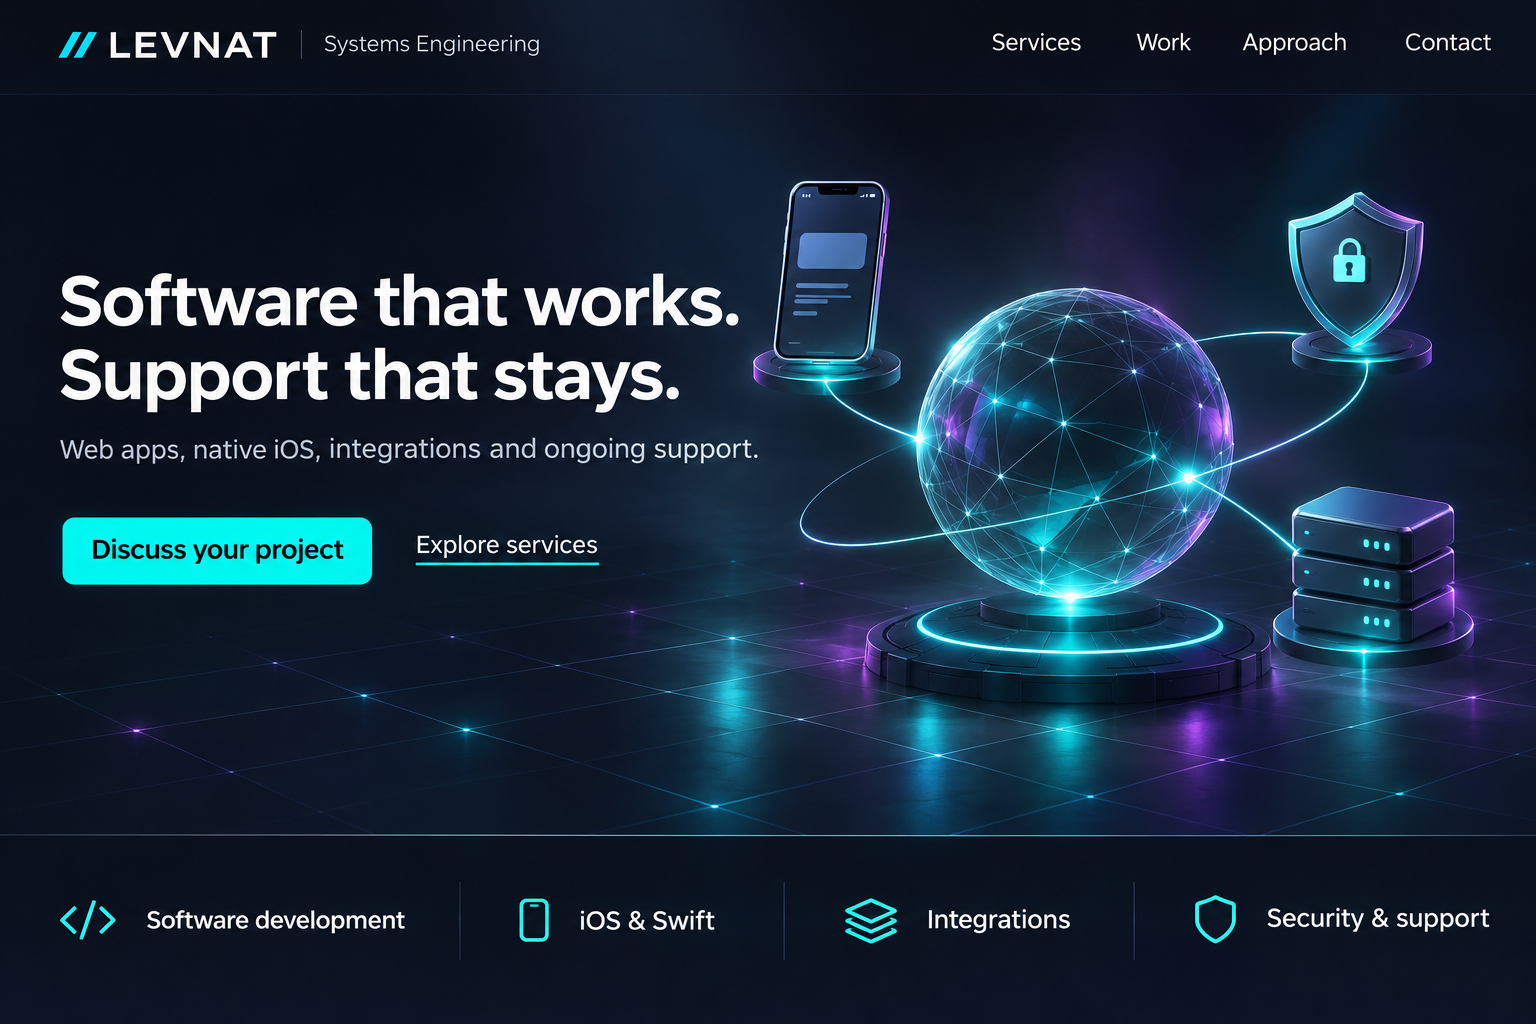 LEVNAT
Systems Engineering
Services
Work
Approach
Contact
Software that works.
Support that stays.
Web apps, native iOS, integrations and ongoing support.
Discuss your project
Explore services
Software development
iOS & Swift
Integrations
Security & support